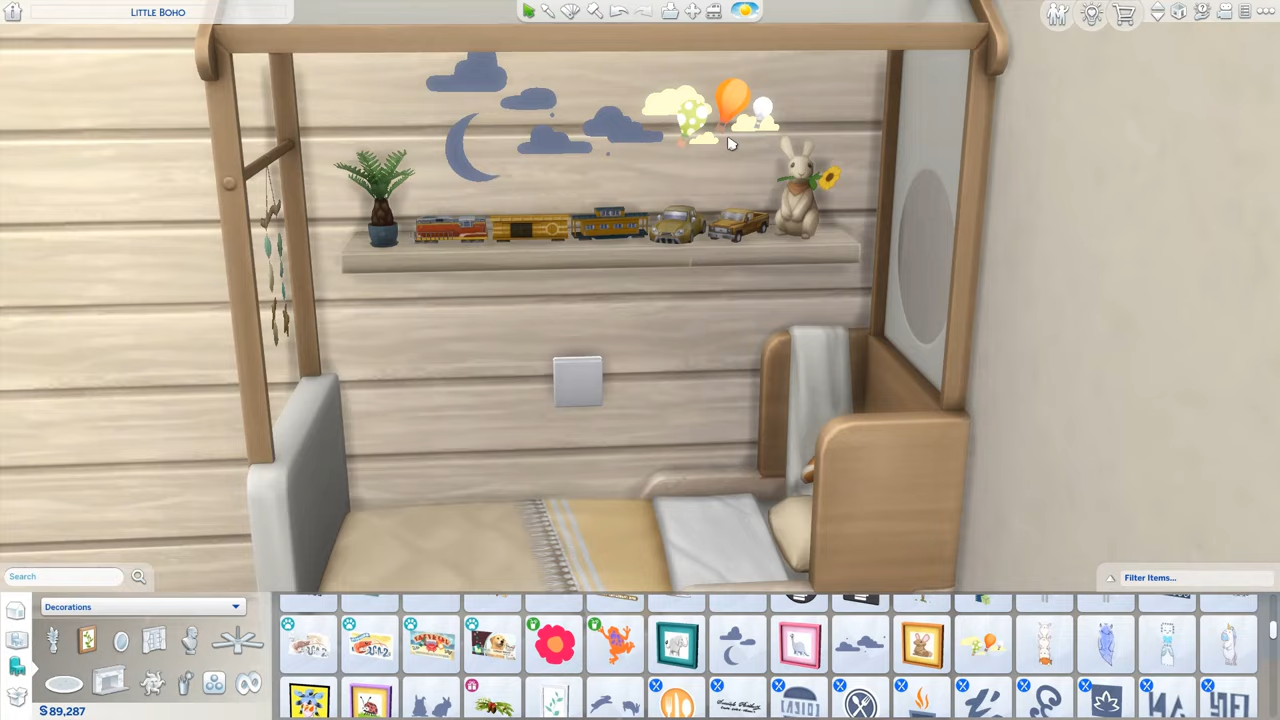 LITTLE BOHO
Search
Filter Items...
Decorations
$89,287